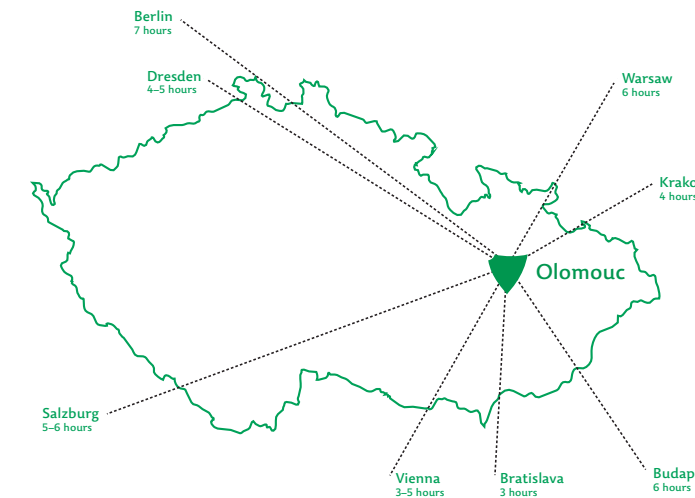 Berlin
7 hours
Dresden
4–5 hours
Warsaw
6 hours
Krako
4 hours
Olomouc
Salzburg
5–6 hours
Vienna
3–5 hours
Bratislava
3 hours
Budap
6 hours